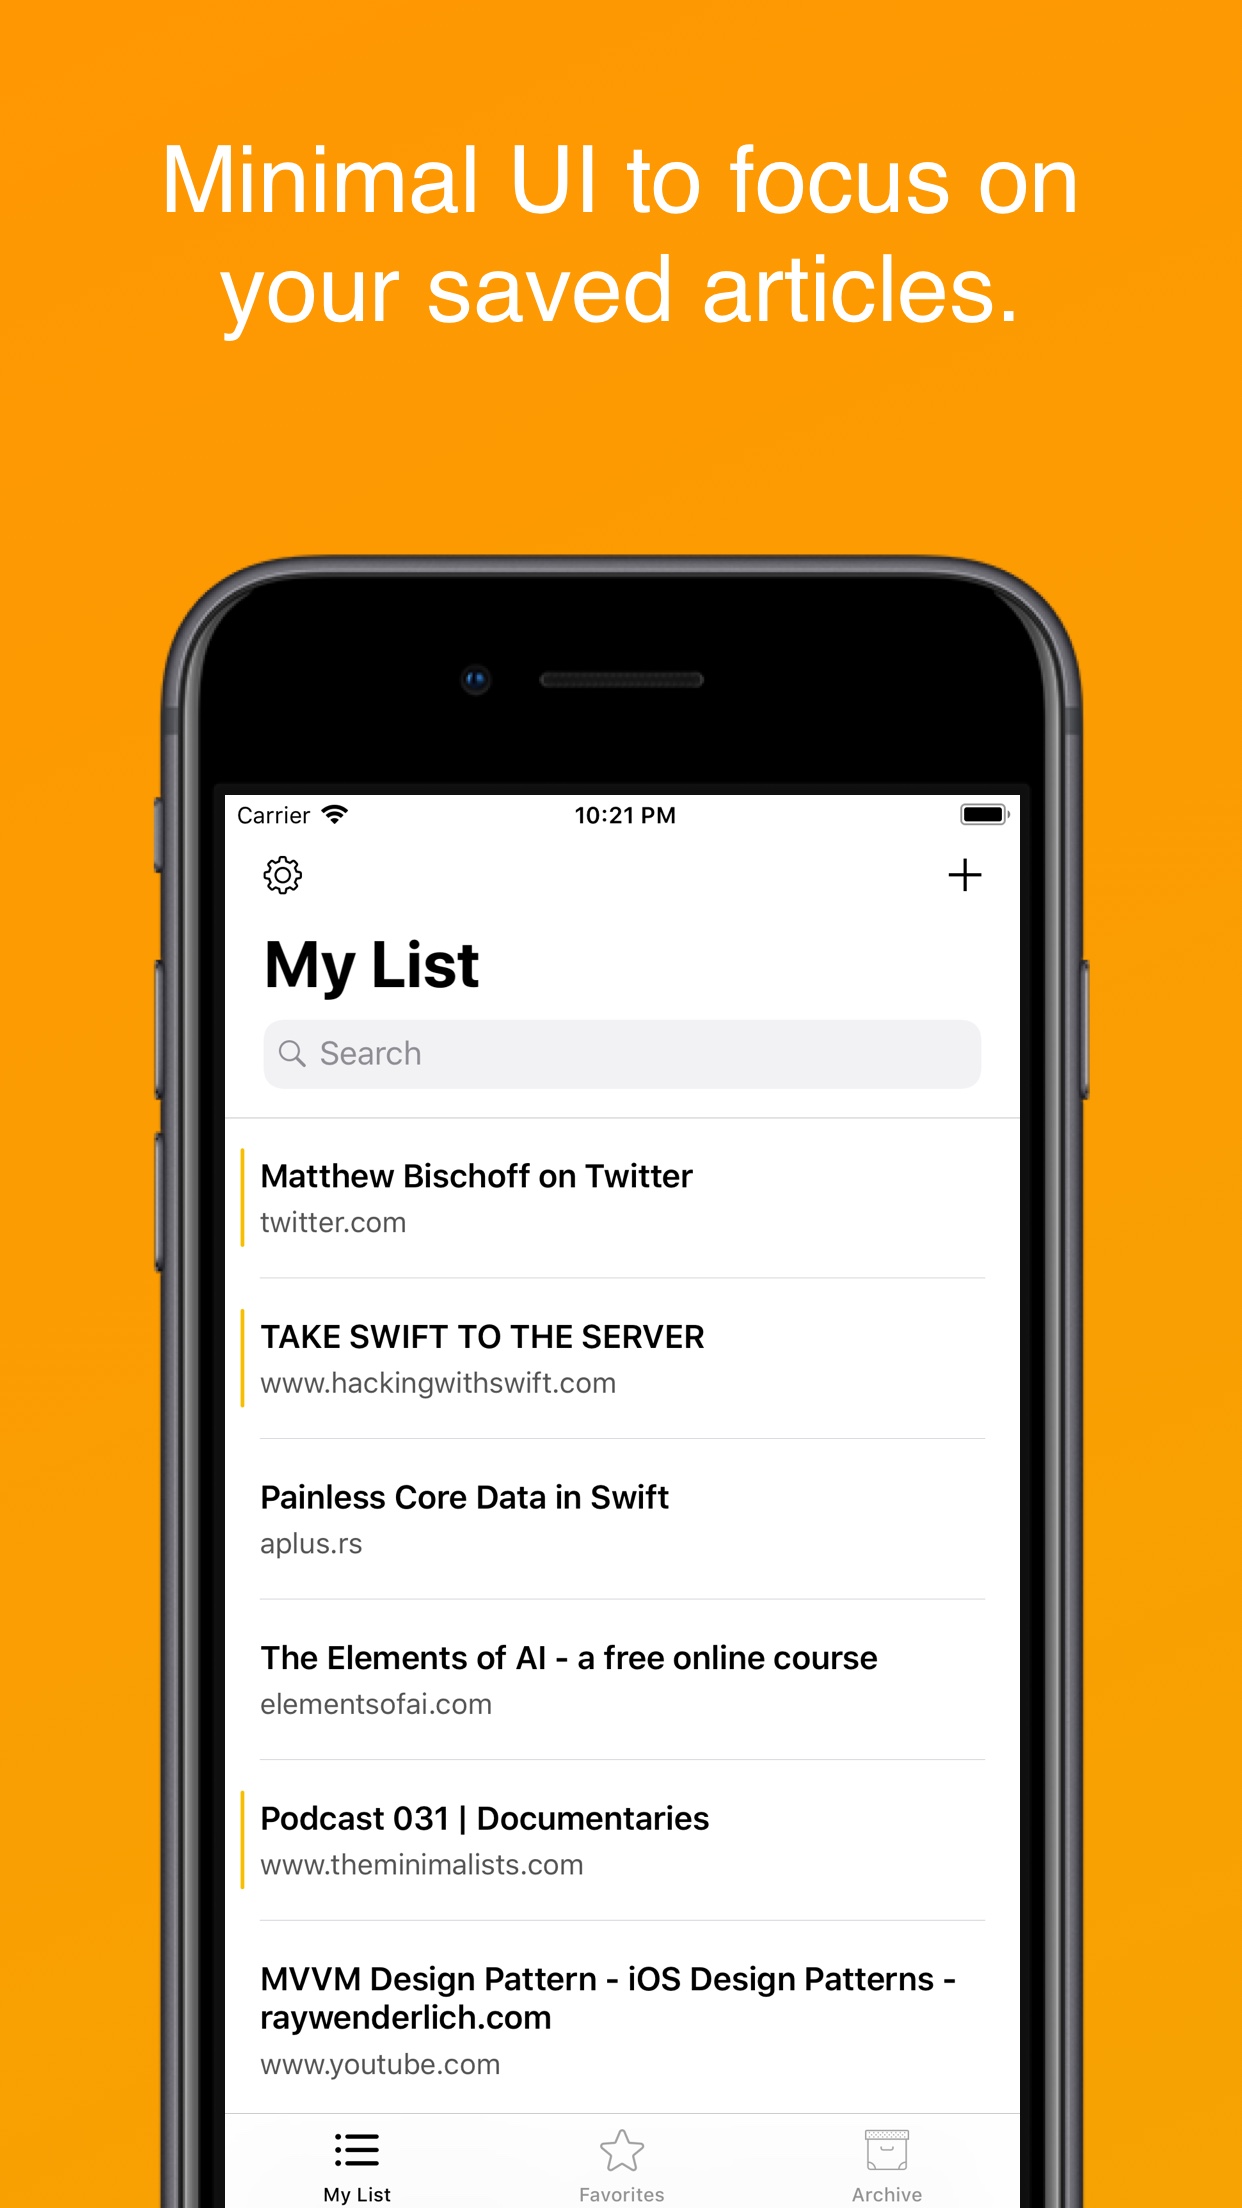 Minimal UI to focus on
your saved articles.
Carrier 10:21 PM
My List
Search
Matthew Bischoff on Twitter
twitter.com
TAKE SWIFT TO THE SERVER
www.hackingwithswift.com
Painless Core Data in Swift
aplus.rs
The Elements of AI - a free online course
elementsofai.com
Podcast 031 | Documentaries
www.theminimalists.com
MVVM Design Pattern - iOS Design Patterns -
raywenderlich.com
www.youtube.com
My List Favorites Archive